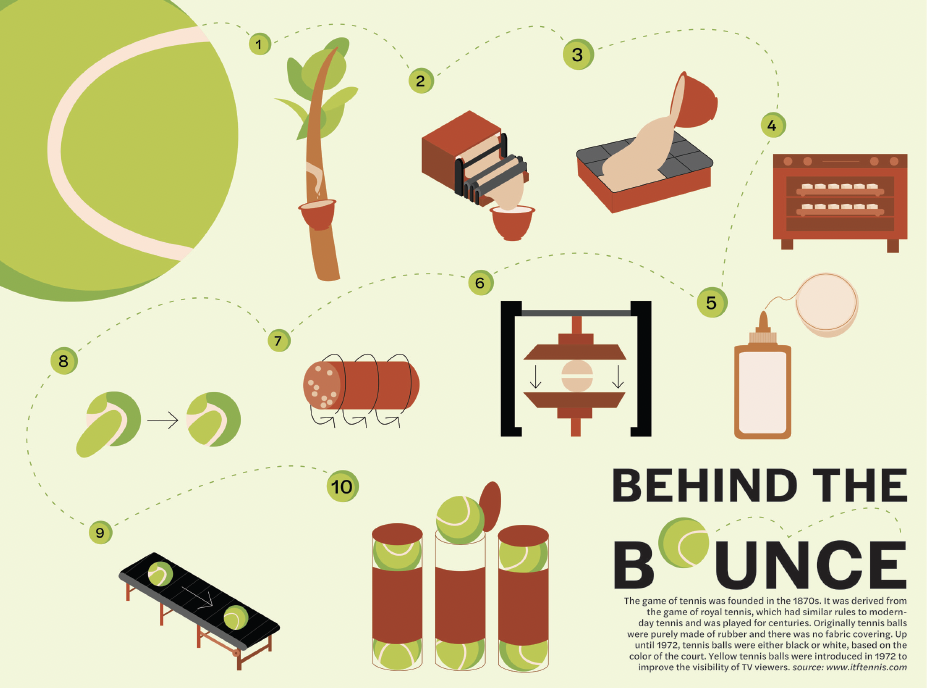 1
2
3
4
5
6
7
8
9
10
BEHIND THE
B UNCE
The game of tennis was founded in the 1870s. It was derived from
the game of royal tennis, which had similar rules to modern-
day tennis and was played for centuries. Originally tennis balls
were purely made of rubber and there was no fabric covering. Up
until 1972, tennis balls were either black or white, based on the
color of the court. Yellow tennis balls were introduced in 1972 to
improve the visibility of TV viewers. source: www.itftennis.com